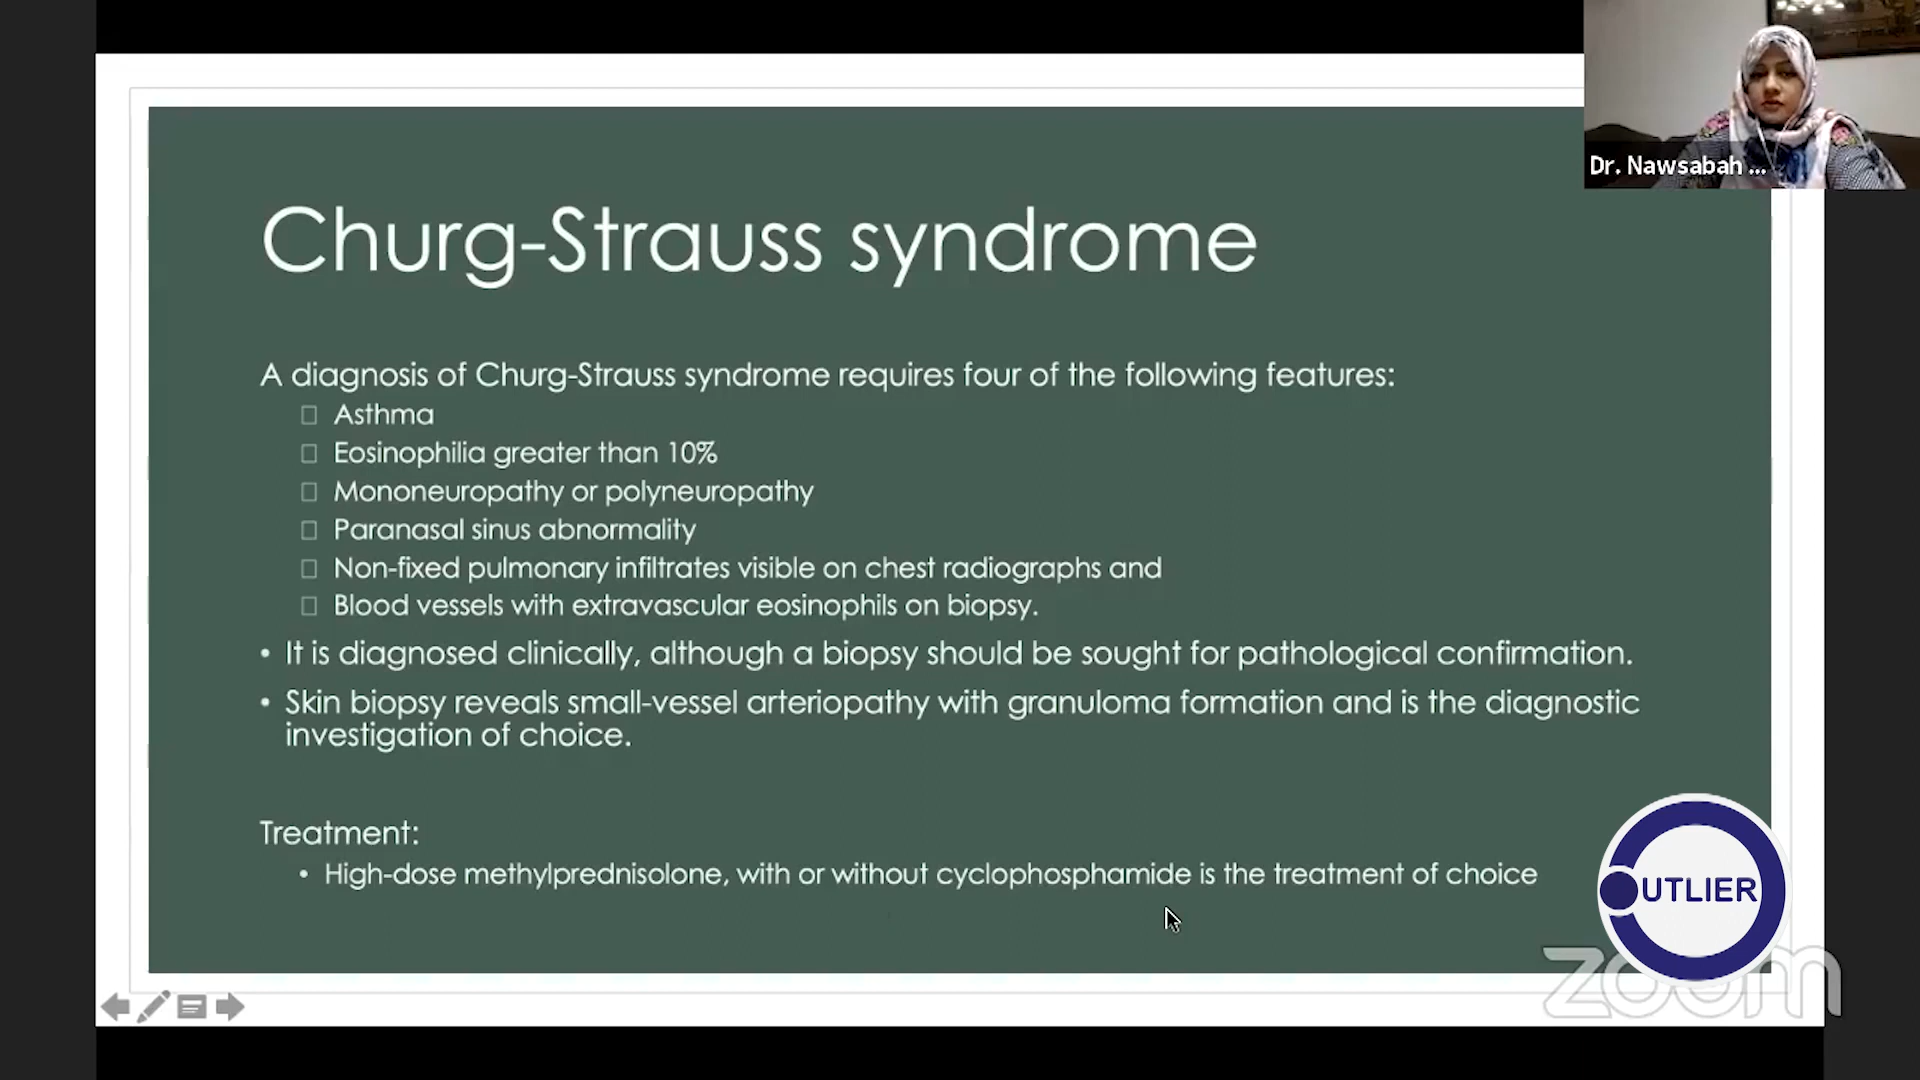 Dr. Nawsabah ...
Churg-Strauss syndrome
A diagnosis of Churg-Strauss syndrome requires four of the following features:
Asthma
Eosinophilia greater than 10%
Mononeuropathy or polyneuropathy
Paranasal sinus abnormality
Non-fixed pulmonary infiltrates visible on chest radiographs and
Blood vessels with extravascular eosinophils on biopsy.
• It is diagnosed clinically, although a biopsy should be sought for pathological confirmation.
• Skin biopsy reveals small-vessel arteriopathy with granuloma formation and is the diagnostic
investigation of choice.
Treatment:
• High-dose methylprednisolone, with or without cyclophosphamide is the treatment of choice
OUTLIER
zoom